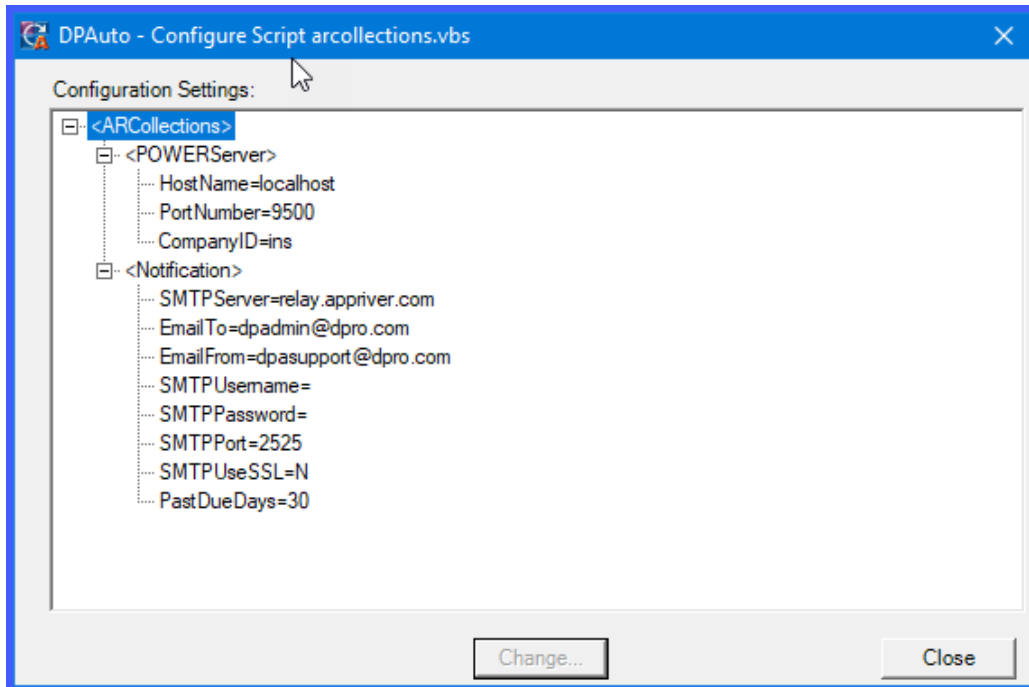 DPAuto - Configure Script arcollections.vbs
Configuration Settings:
<ARCollections>
<POWERServer>
HostName=localhost
PortNumber=9500
CompanyID=ins
<Notification>
SMTPServer=relay.appriver.com
EmailTo=dpadmin@dpro.com
EmailFrom=dpasupport@dpro.com
SMTPUsername=
SMTPPassword=
SMTPPort=2525
SMTPUseSSL=N
PastDueDays=30
Change...
Close